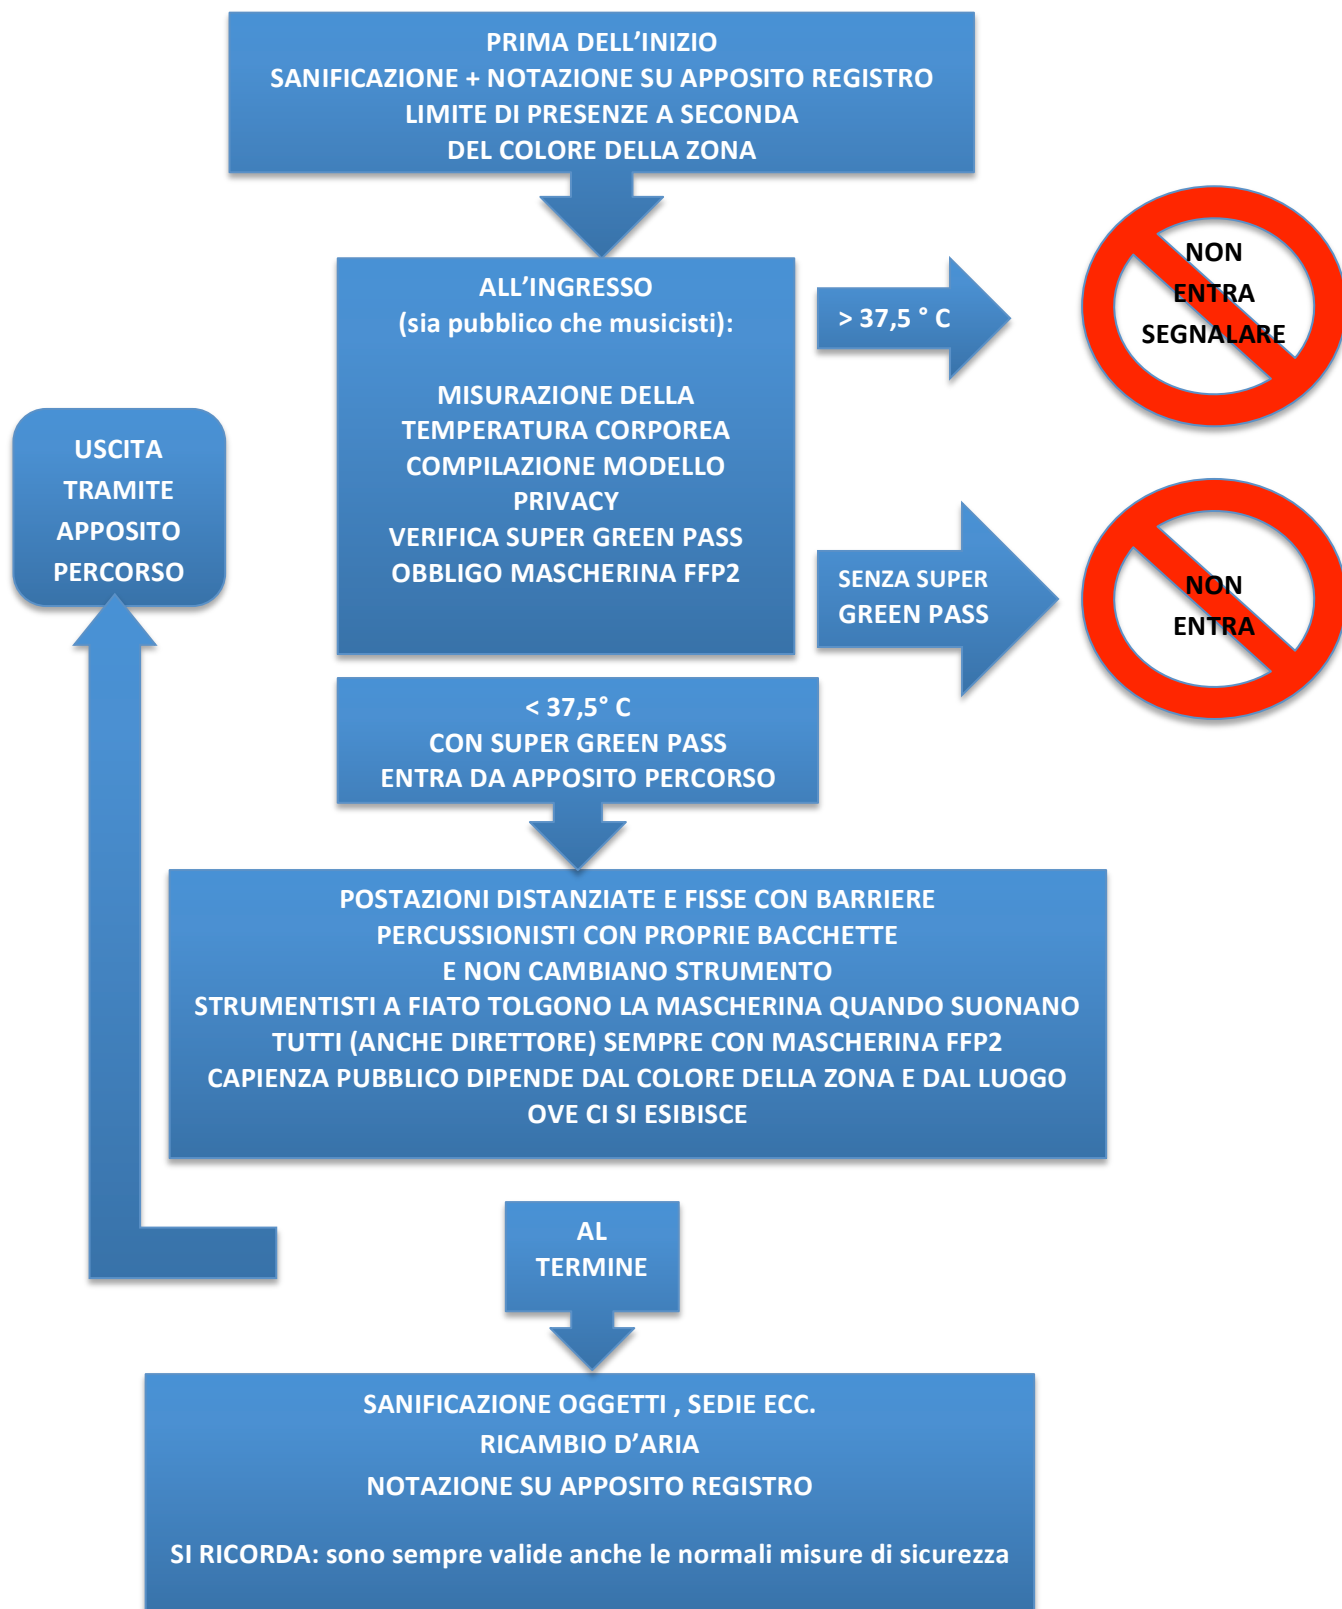 PRIMA DELL’INIZIO
SANIFICAZIONE + NOTAZIONE SU APPOSITO REGISTRO
LIMITE DI PRESENZE A SECONDA
DEL COLORE DELLA ZONA
ALL’INGRESSO
(sia pubblico che musicisti):
MISURAZIONE DELLA
TEMPERATURA CORPOREA
COMPILAZIONE MODELLO
PRIVACY
VERIFICA SUPER GREEN PASS
OBBLIGO MASCHERINA FFP2
> 37,5 ° C
NON
ENTRA
SEGNALARE
SENZA SUPER
GREEN PASS
NON
ENTRA
USCITA
TRAMITE
APPOSITO
PERCORSO
< 37,5° C
CON SUPER GREEN PASS
ENTRA DA APPOSITO PERCORSO
POSTAZIONI DISTANZIATE E FISSE CON BARRIERE
PERCUSSIONISTI CON PROPRIE BACCHETTE
E NON CAMBIANO STRUMENTO
STRUMENTISTI A FIATO TOLGONO LA MASCHERINA QUANDO SUONANO
TUTTI (ANCHE DIRETTORE) SEMPRE CON MASCHERINA FFP2
CAPIENZA PUBBLICO DIPENDE DAL COLORE DELLA ZONA E DAL LUOGO
OVE CI SI ESIBISCE
AL
TERMINE
SANIFICAZIONE OGGETTI , SEDIE ECC.
RICAMBIO D’ARIA
NOTAZIONE SU APPOSITO REGISTRO
SI RICORDA: sono sempre valide anche le normali misure di sicurezza